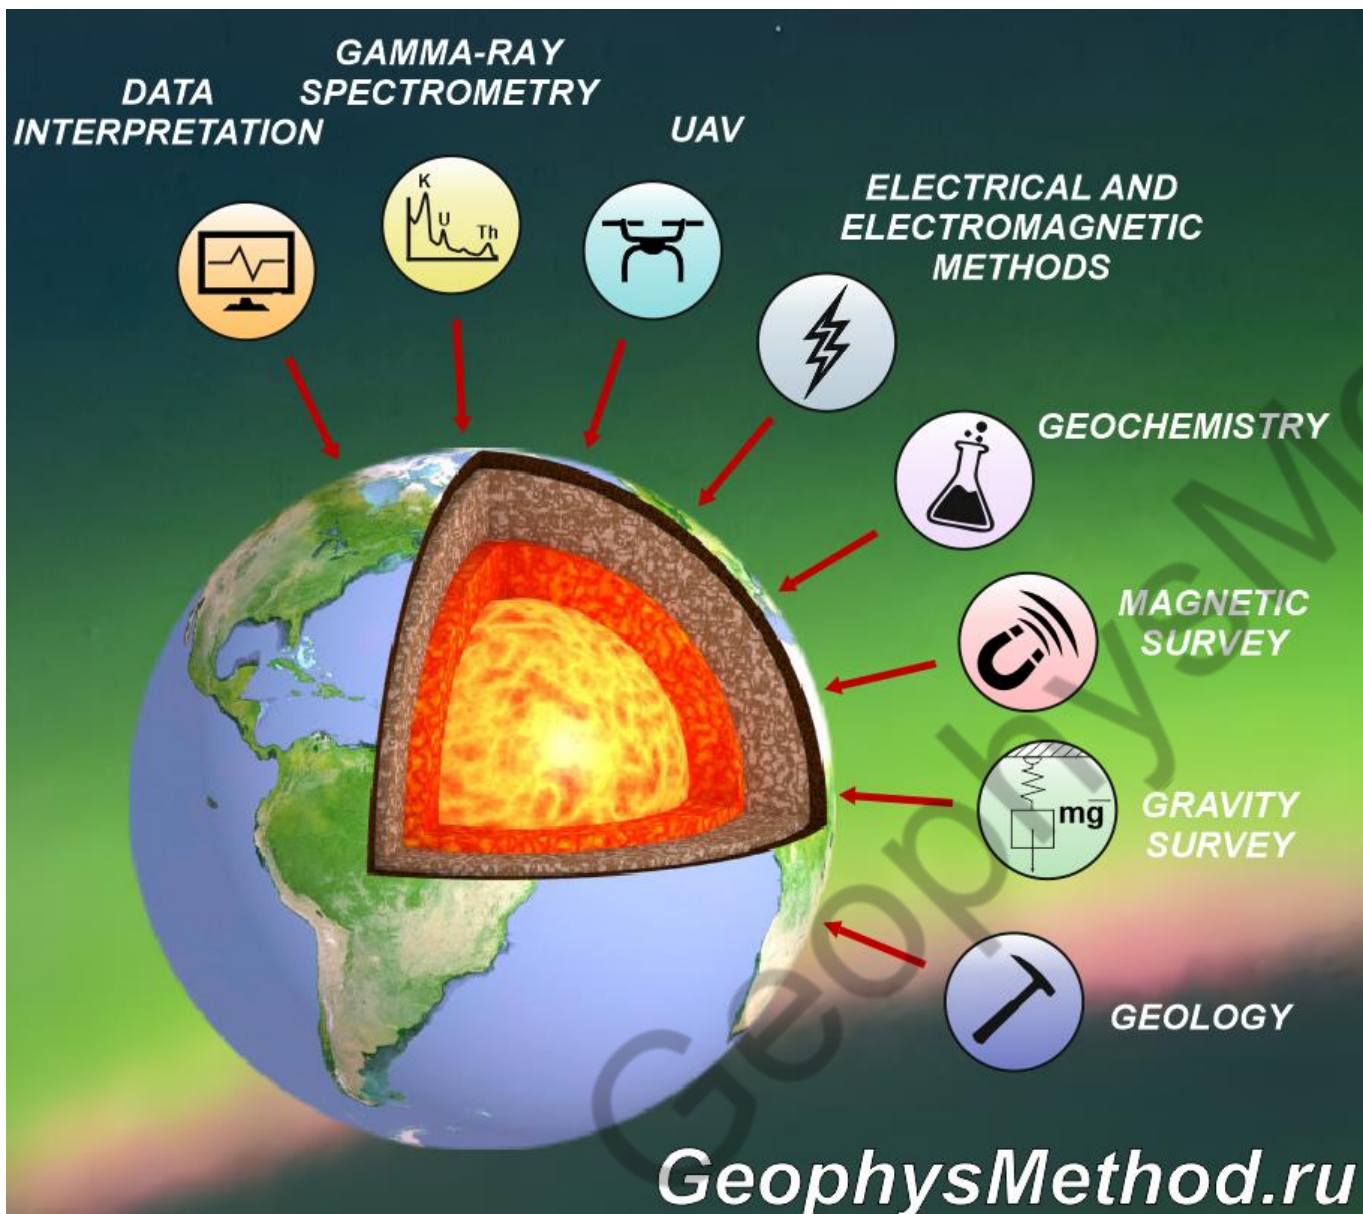 GAMMA-RAY
SPECTROMETRY
DATA
INTERPRETATION
UAV
ELECTRICAL AND
ELECTROMAGNETIC
METHODS
K
U
Th
GEOCHEMISTRY
MAGNETIC
SURVEY
mg
GRAVITY
SURVEY
GEOLOGY
GeophysMe
GeophysMethod.ru